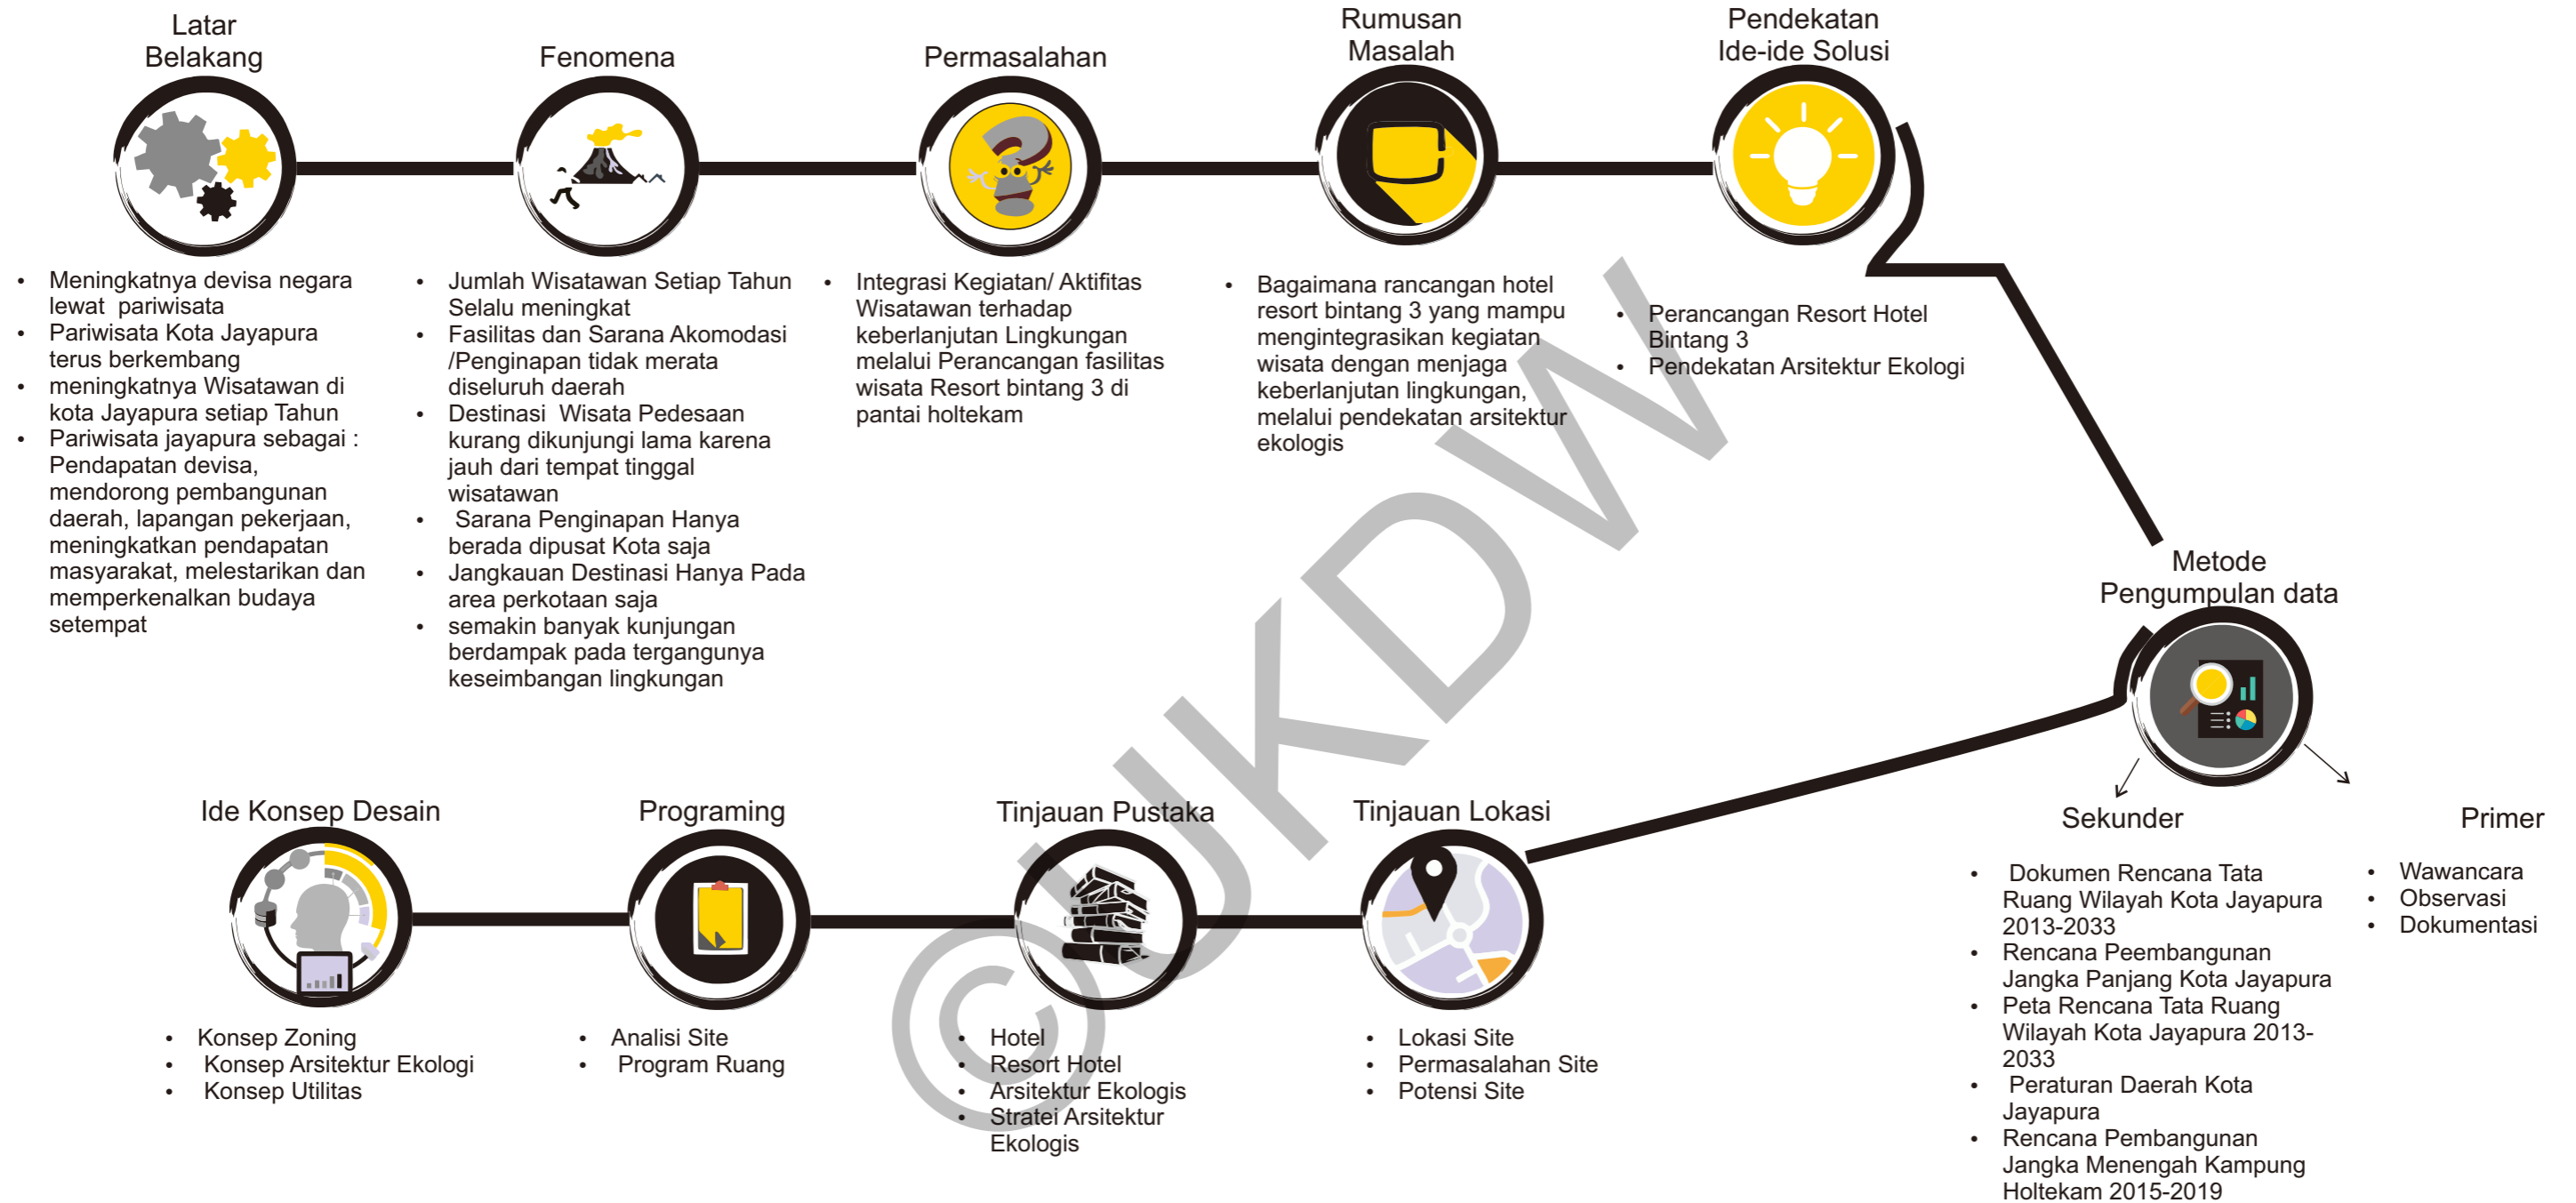 Latar
Belakang
• Meningkatnya devisa negara
lewat pariwisata
• Pariwisata Kota Jayapura
terus berkembang
• meningkatnya Wisatawan di
kota Jayapura setiap Tahun
• Pariwisata jayapura sebagai :
Pendapatan devisa,
mendorong pembangunan
daerah, lapangan pekerjaan,
meningkatkan pendapatan
masyarakat, melestarikan dan
memperkenalkan budaya
setempat
Fenomena
• Jumlah Wisatawan Setiap Tahun
Selalu meningkat
• Fasilitas dan Sarana Akomodasi
/Penginapan tidak merata
diseluruh daerah
• Destinasi Wisata Pedesaan
kurang dikunjungi lama karena
jauh dari tempat tinggal
wisatawan
• Sarana Penginapan Hanya
berada dipusat Kota saja
• Jangkauan Destinasi Hanya Pada
area perkotaan saja
• semakin banyak kunjungan
berdampak pada tergangunya
keseimbangan lingkungan
Permasalahan
• Integrasi Kegiatan/ Aktifitas
Wisatawan terhadap
keberlanjutan Lingkungan
melalui Perancangan fasilitas
wisata Resort bintang 3 di
pantai holtekam
Rumusan
Masalah
• Bagaimana rancangan hotel
resort bintang 3 yang mampu
mengintegrasikan kegiatan
wisata dengan menjaga
keberlanjutan lingkungan,
melalui pendekatan arsitektur
ekologis
Pendekatan
Ide-ide Solusi
• Perancangan Resort Hotel
Bintang 3
• Pendekatan Arsitektur Ekologi
Metode
Pengumpulan data
Sekunder
• Dokumen Rencana Tata
Ruang Wilayah Kota Jayapura
2013-2033
• Rencana Peembangunan
Jangka Panjang Kota Jayapura
• Peta Rencana Tata Ruang
Wilayah Kota Jayapura 2013-
2033
• Peraturan Daerah Kota
Jayapura
• Rencana Pembangunan
Jangka Menengah Kampung
Holtekam 2015-2019
Primer
• Wawancara
• Observasi
• Dokumentasi
Tinjauan Lokasi
• Lokasi Site
• Permasalahan Site
• Potensi Site
Tinjauan Pustaka
• Hotel
• Resort Hotel
• Arsitektur Ekologis
• Stratei Arsitektur
Ekologis
Programing
• Analisi Site
• Program Ruang
Ide Konsep Desain
• Konsep Zoning
• Konsep Arsitektur Ekologi
• Konsep Utilitas
©UKDW